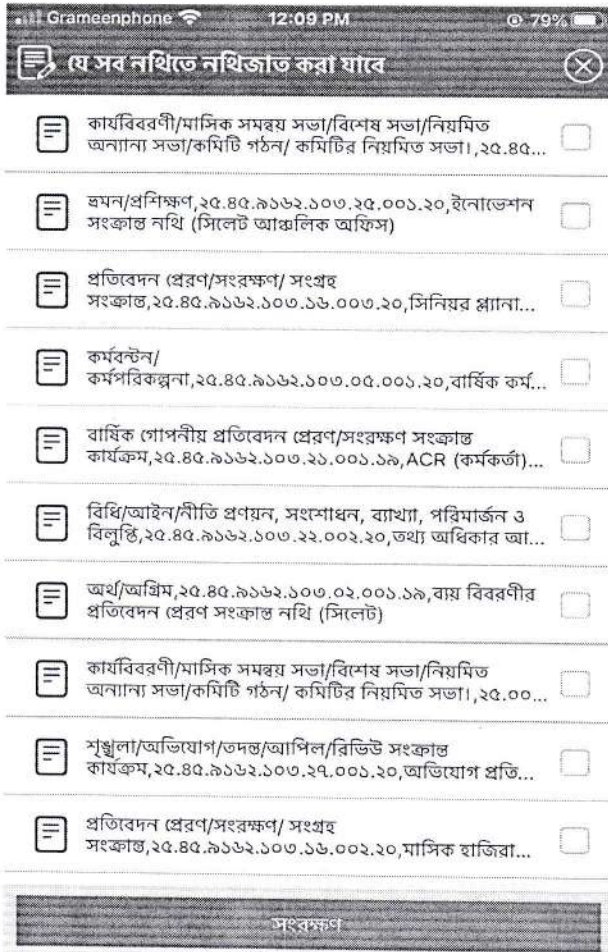 Grameenphone 12:09 PM 79%
যে সব নথিতে নথিজাত করা যাবে
কার্যবিবরণী/মাসিক সমন্বয় সভা/বিশেষ সভা/নিয়মিত
অন্যান্য সভা/কমিটি গঠন/ কমিটির নিয়মিত সভা।,২৫.৪৫...
ভ্রমন/প্রশিক্ষণ,২৫.৪৫.৯১৬২.১০৩.২৫.০০১.২০,ইনোভেশন
সংক্রান্ত নথি (সিলেট আঞ্চলিক অফিস)
প্রতিবেদন প্রেরণ/সংরক্ষণ/ সংগ্রহ
সংক্রান্ত,২৫.৪৫.৯১৬২.১০৩.১৬.০০৩.২০,সিনিয়র প্ল্যানা...
কর্মবন্টন/
কর্মপরিকল্পনা,২৫.৪৫.৯১৬২.১০৩.০৫.০০১.২০,বার্ষিক কর্ম...
বার্ষিক গোপনীয় প্রতিবেদন প্রেরণ/সংরক্ষণ সংক্রান্ত
কার্যক্রম,২৫.৪৫.৯১৬২.১০৩.২১.০০১.১৯,ACR (কর্মকর্তা)...
বিধি/আইন/নীতি প্রণয়ন, সংশোধন, ব্যাখ্যা, পরিমার্জন ও
বিলুপ্তি,২৫.৪৫.৯১৬২.১০৩.২২.০০২.২০,তথ্য অধিকার আ...
অর্থ/অগ্রিম,২৫.৪৫.৯১৬২.১০৩.০২.০০১.১৯,ব্যয় বিবরণীর
প্রতিবেদন প্রেরণ সংক্রান্ত নথি (সিলেট)
কার্যবিবরণী/মাসিক সমন্বয় সভা/বিশেষ সভা/নিয়মিত
অন্যান্য সভা/কমিটি গঠন/ কমিটির নিয়মিত সভা।,২৫.০০...
শৃঙ্খলা/অভিযোগ/তদন্ত/আপিল/রিভিউ সংক্রান্ত
কার্যক্রম,২৫.৪৫.৯১৬২.১০৩.২৭.০০১.২০,অভিযোগ প্রতি...
প্রতিবেদন প্রেরণ/সংরক্ষণ/ সংগ্রহ
সংক্রান্ত,২৫.৪৫.৯১৬২.১০৩.১৬.০০২.২০,মাসিক হাজিরা...
সংরক্ষণ